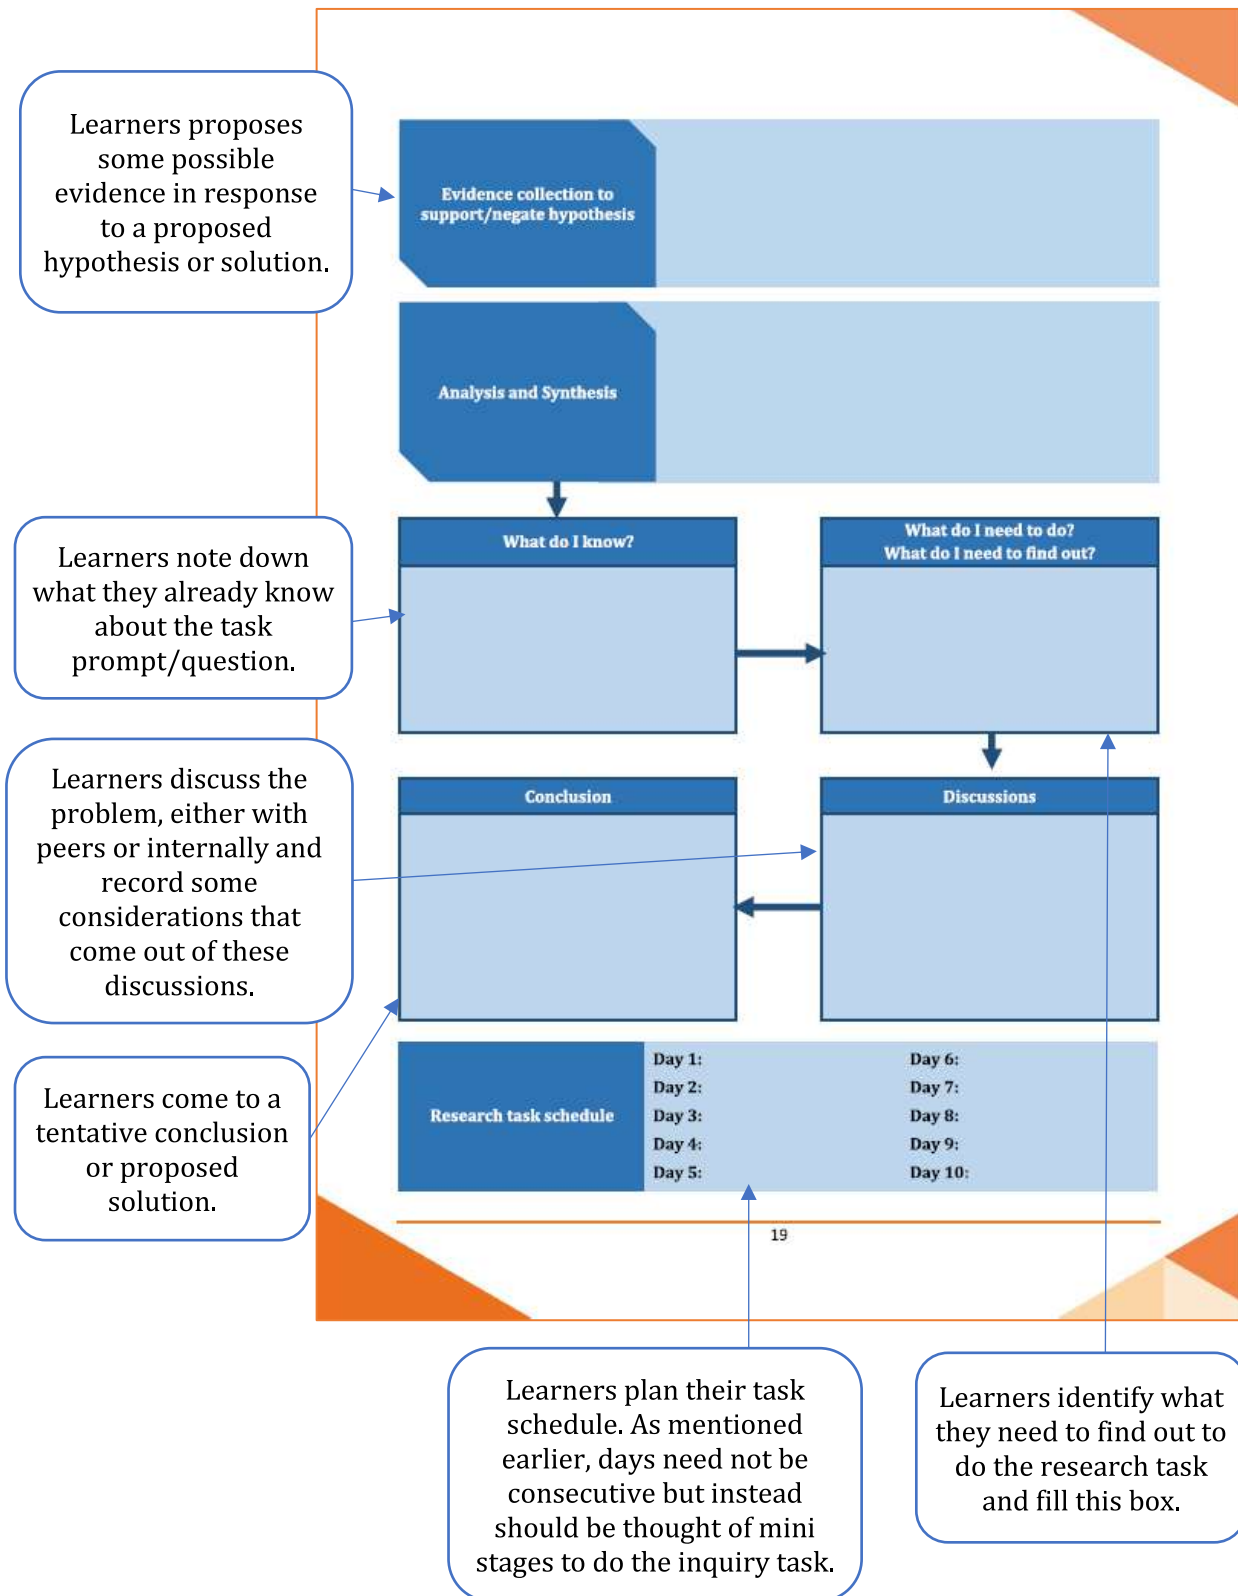 Learners proposes
some possible
evidence in response
to a proposed
hypothesis or solution.
Evidence collection to
support/negate hypothesis
Analysis and Synthesis
Learners note down
what they already know
about the task
prompt/question.
What do I know?
What do I need to do?
What do I need to find out?
Learners discuss the
problem, either with
peers or internally and
record some
considerations that
come out of these
discussions.
Conclusion
Discussions
Learners come to a
tentative conclusion
or proposed
solution.
Research task schedule
Day 1:
Day 2:
Day 3:
Day 4:
Day 5:
Day 6:
Day 7:
Day 8:
Day 9:
Day 10:
19
Learners plan their task
schedule. As mentioned
earlier, days need not be
consecutive but instead
should be thought of mini
stages to do the inquiry task.
Learners identify what
they need to find out to
do the research task
and fill this box.